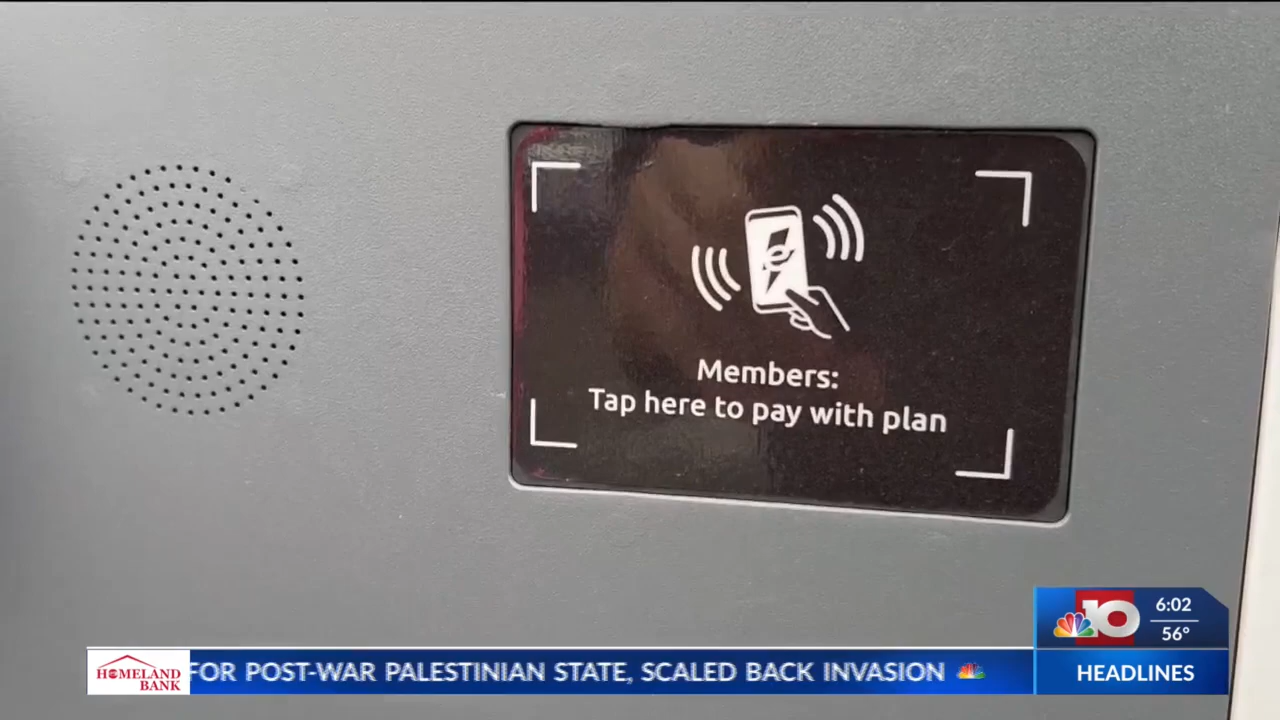 Members:
Tap here to pay with plan
10
6:02
56°
HOMELAND
BANK
FOR POST-WAR PALESTINIAN STATE, SCALED BACK INVASION
HEADLINES